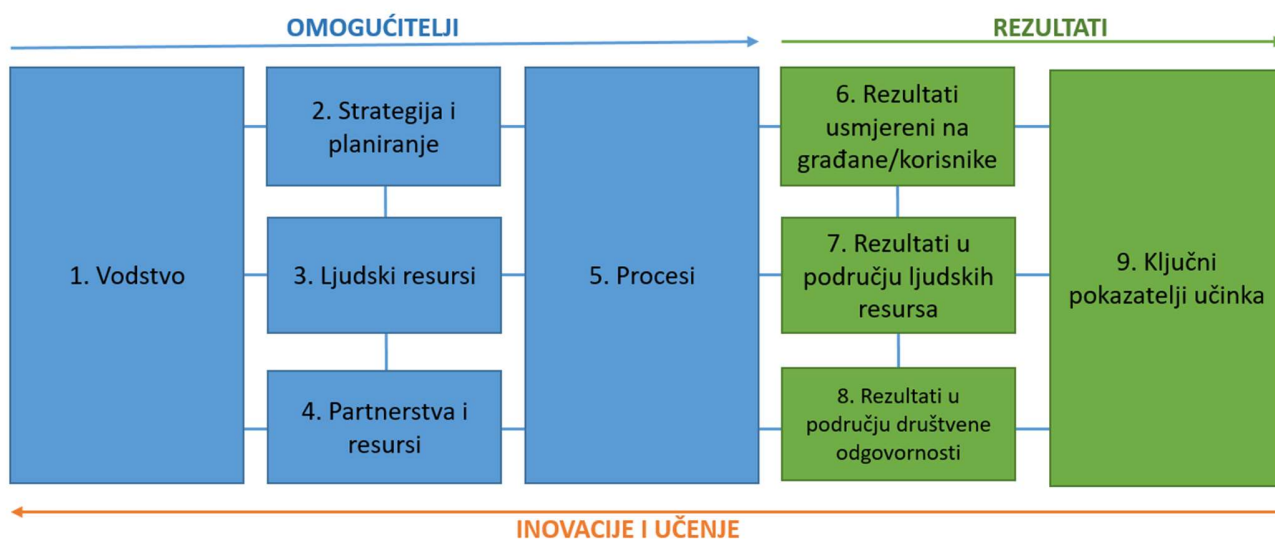 OMOGUĆITELJI
REZULTATI
1. Vodstvo
2. Strategija i
planiranje
3. Ljudski resursi
4. Partnerstva i
resursi
5. Procesi
6. Rezultati
usmjereni na
građane/korisnike
7. Rezultati u
području ljudskih
resursa
8. Rezultati u
području društvene
odgovornosti
9. Ključni
pokazatelji učinka
INOVACIJE I UČENJE